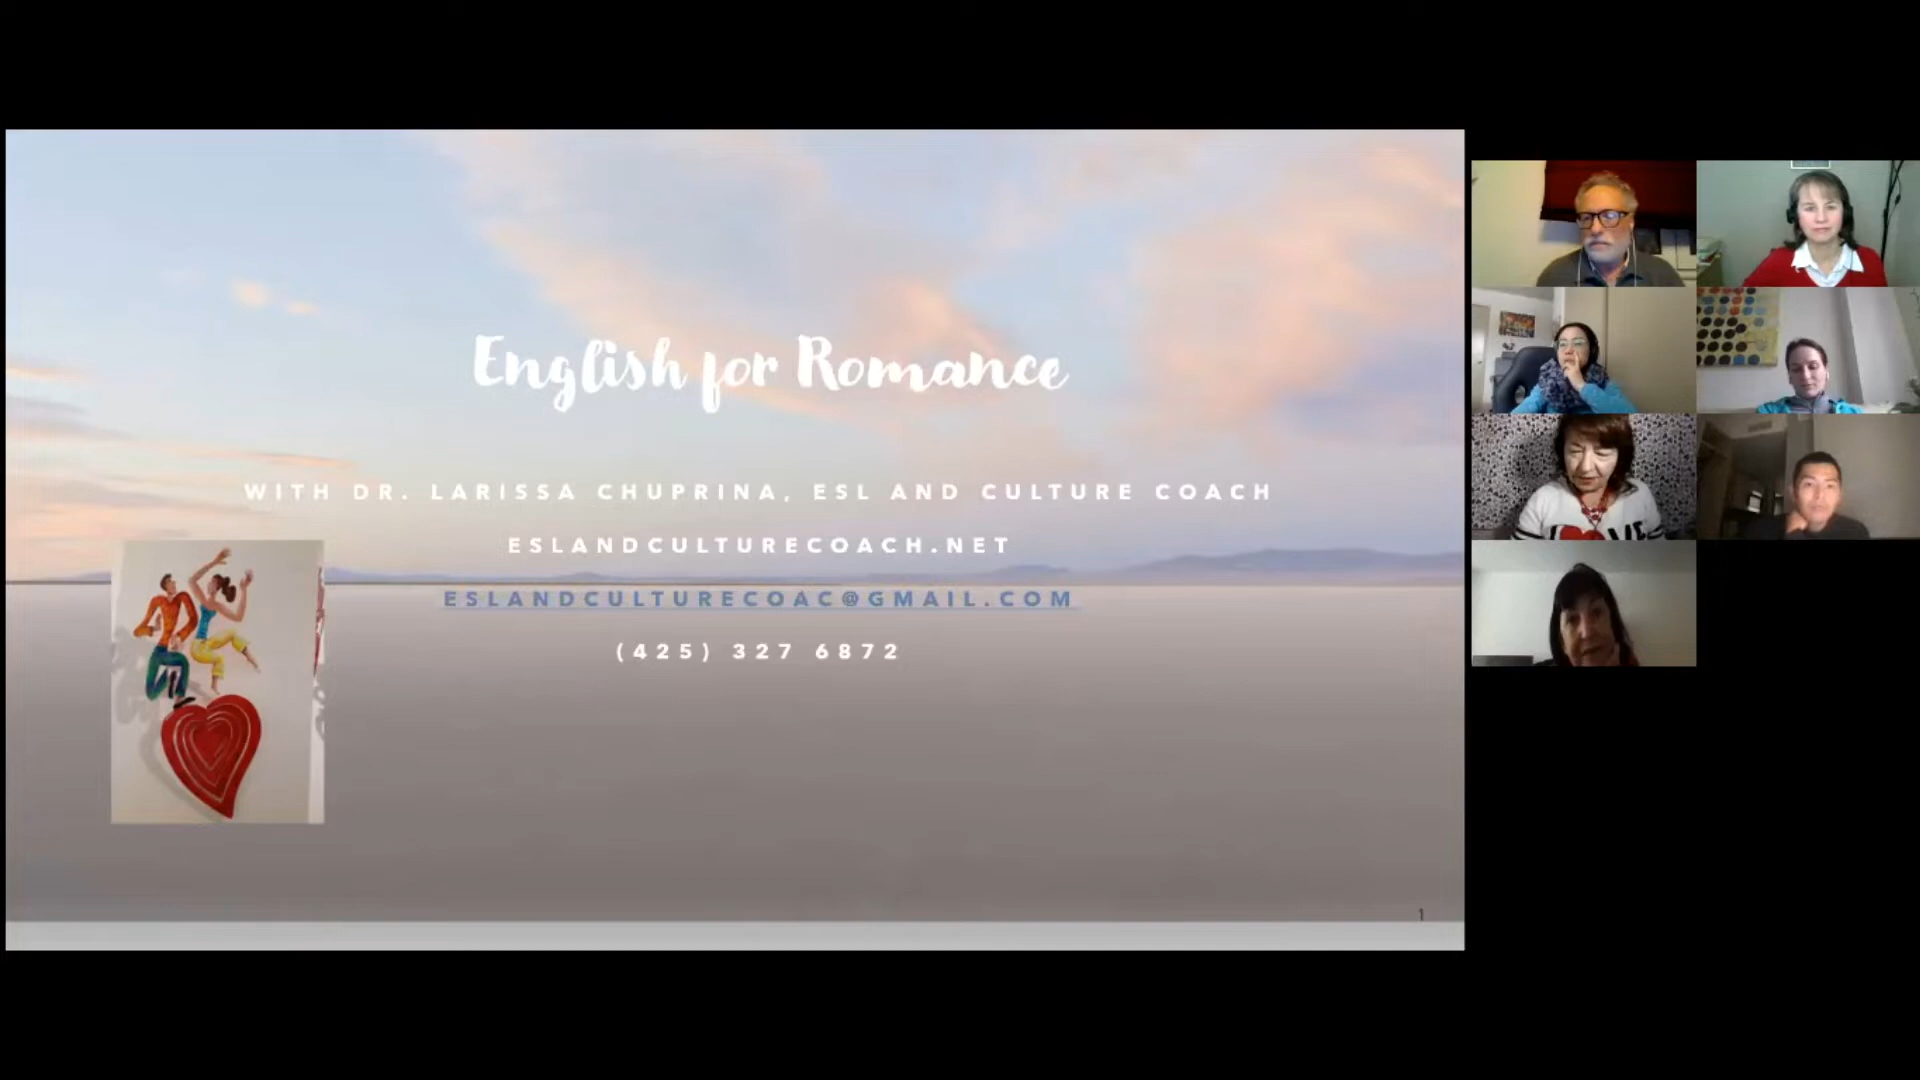 English for Romance
WITH DR. LARISSA CHUPRINA, ESL AND CULTURE COACH
ESLANDCULTURECOACH.NET
ESLANDCULTURECOAC@GMAIL.COM
(425) 327 6872
1
LOVE